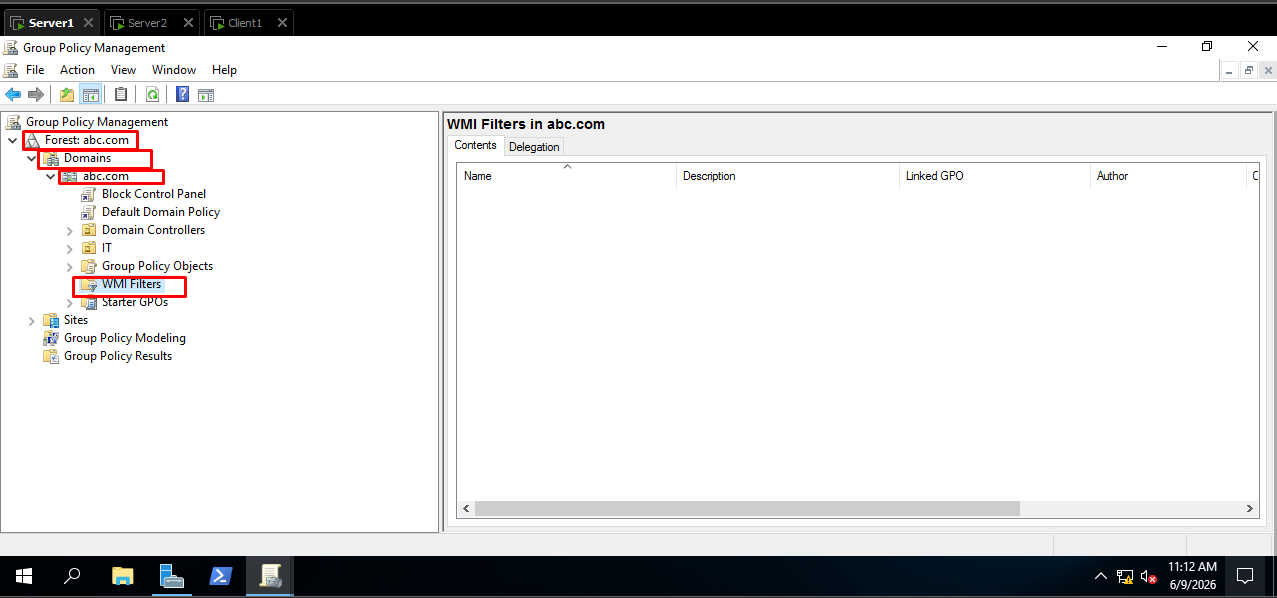 Server1 Server2 Client1
Group Policy Management
File Action View Window Help
Group Policy Management
Forest: abc.com
Domains
abc.com
Block Control Panel
Default Domain Policy
Domain Controllers
IT
Group Policy Objects
WMI Filters
Starter GPOs
Sites
Group Policy Modeling
Group Policy Results
WMI Filters in abc.com
Contents Delegation
Name Description Linked GPO Author
11:12 AM
6/9/2026